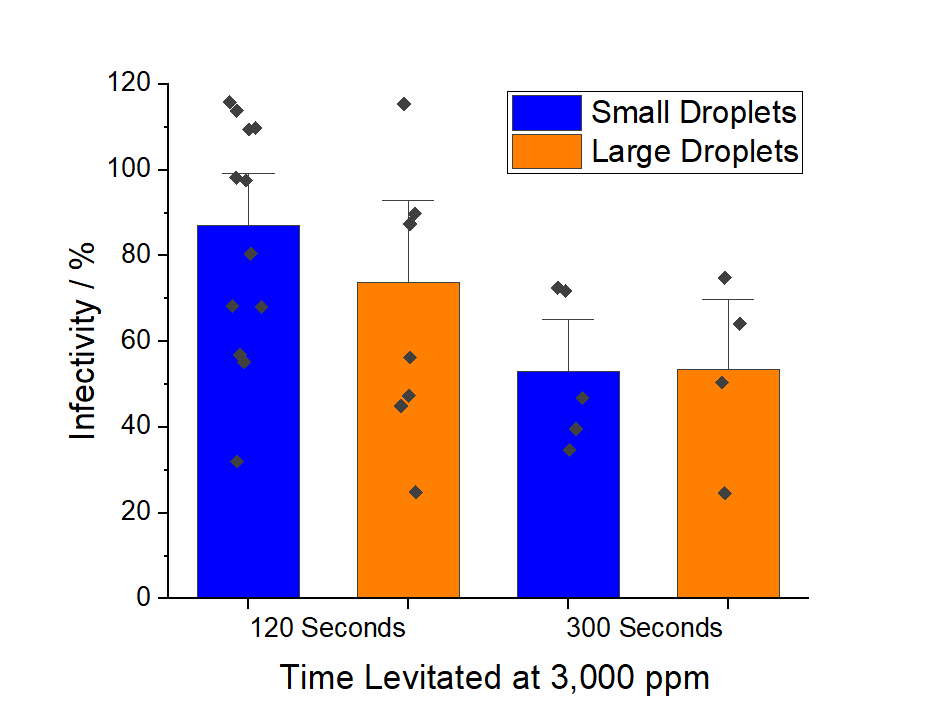 120
100
80
60
40
20
0
Infectivity / %
Small Droplets
Large Droplets
120 Seconds
300 Seconds
Time Levitated at 3,000 ppm